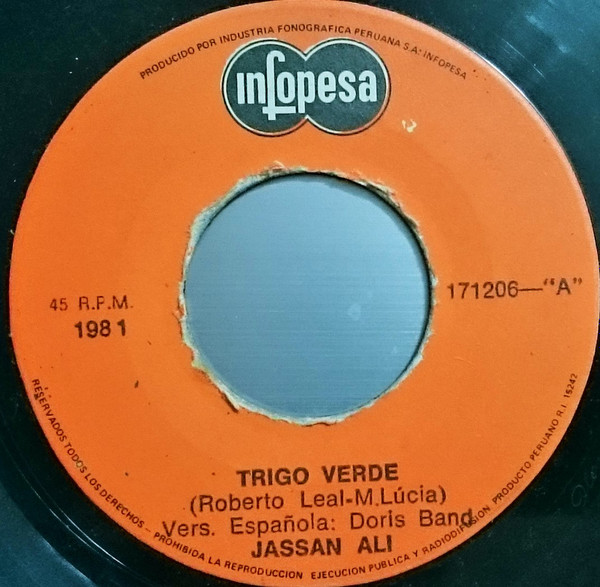 PRODUCIDO POR INDUSTRIA FONOGRAFICA PERUANA S.A. INFOPESA
infopesa
45 R.P.M.
1981
171206—"A"
TRIGO VERDE
(Roberto Leal-M.Lúcia)
Vers. Española: Doris Band
JASSAN ALI
RESERVADOS TODOS LOS DERECHOS – PROHIBIDA LA REPRODUCCION EJECUCION PUBLICA Y RADIODIFUSION PRODUCTO PERUANO R.I. 15242